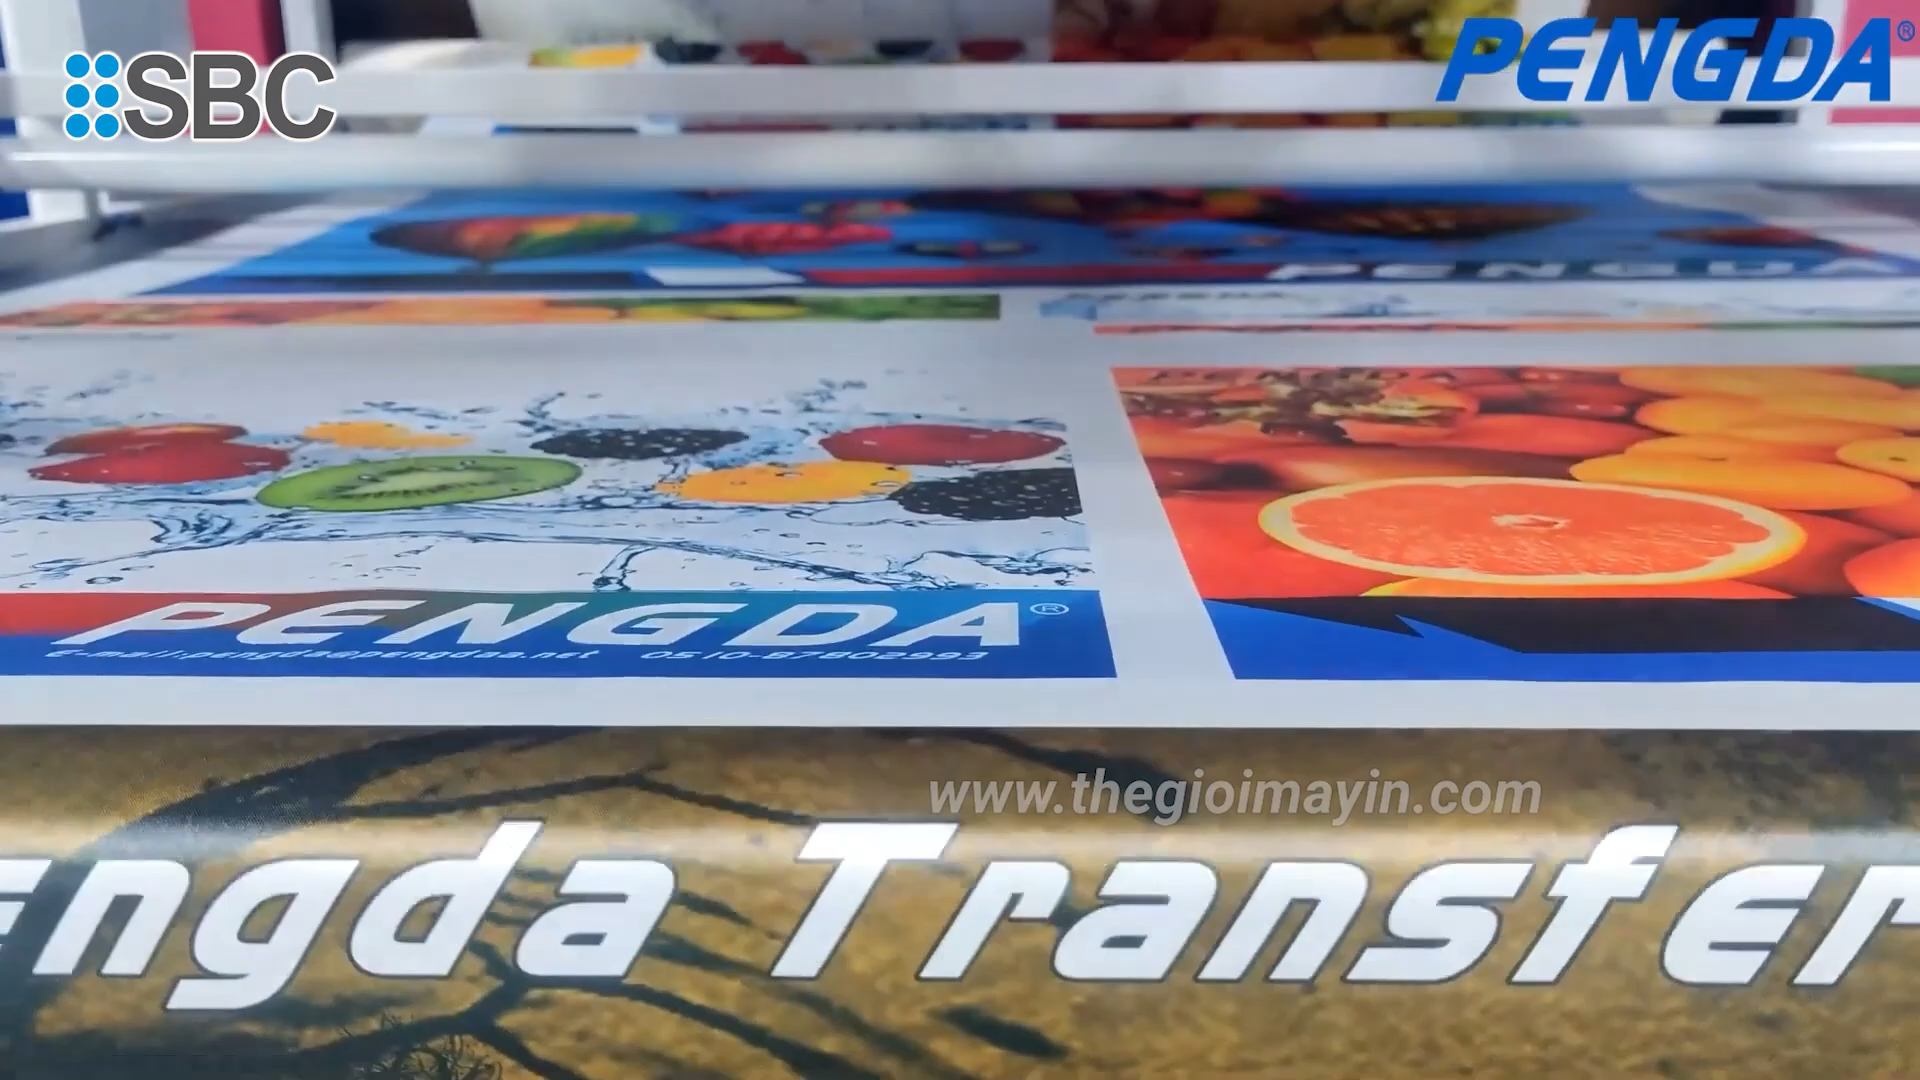 SBC
PENGDA®
PENGDA
PENGDA
PENGDA®
E-mail:pengda@pengdaa.net 0510-87802993
www.thegioimayin.com
engda Transfer